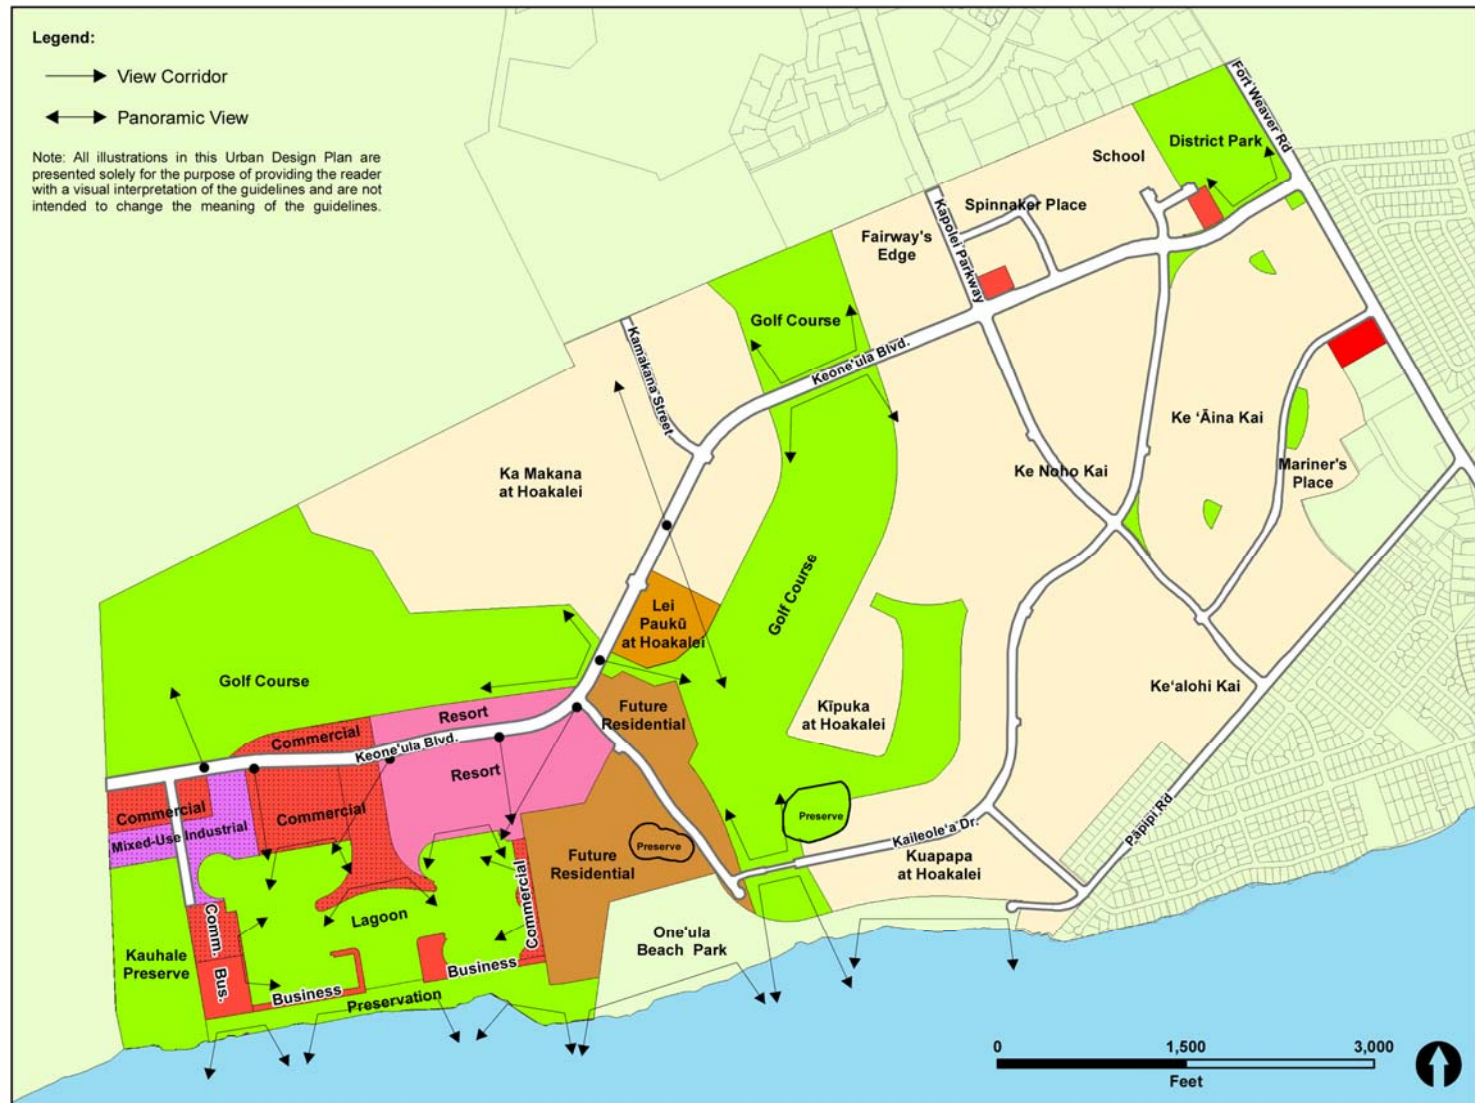 Legend:
View Corridor
Panoramic View
Note: All illustrations in this Urban Design Plan are
presented solely for the purpose of providing the reader
with a visual interpretation of the guidelines and are not
intended to change the meaning of the guidelines.
Fort Weaver Rd
District Park
School
Spinnaker Place
Kapolei Parkway
Fairway's
Edge
Golf Course
Keone'ula Blvd.
Kamakana Street
Ke 'Āina Kai
Mariner's
Place
Ke Noho Kai
Ka Makana
at Hoakalei
Golf Course
Lei
Paukū
at Hoakalei
Golf Course
Kīpuka
at Hoakalei
Ke'alohi Kai
Future
Residential
Resort
Commercial
Keone'ula Blvd.
Resort
Commercial
Commercial
Mixed-Use Industrial
Preserve
Preserve
Kaileole'a Dr.
Pāpipi Rd
Kuapapa
at Hoakalei
Future
Residential
Commercial
Lagoon
Comm.
Kauhale
Preserve
One'ula
Beach Park
Bus.
Business
Business
Preservation
0
1,500
3,000
Feet